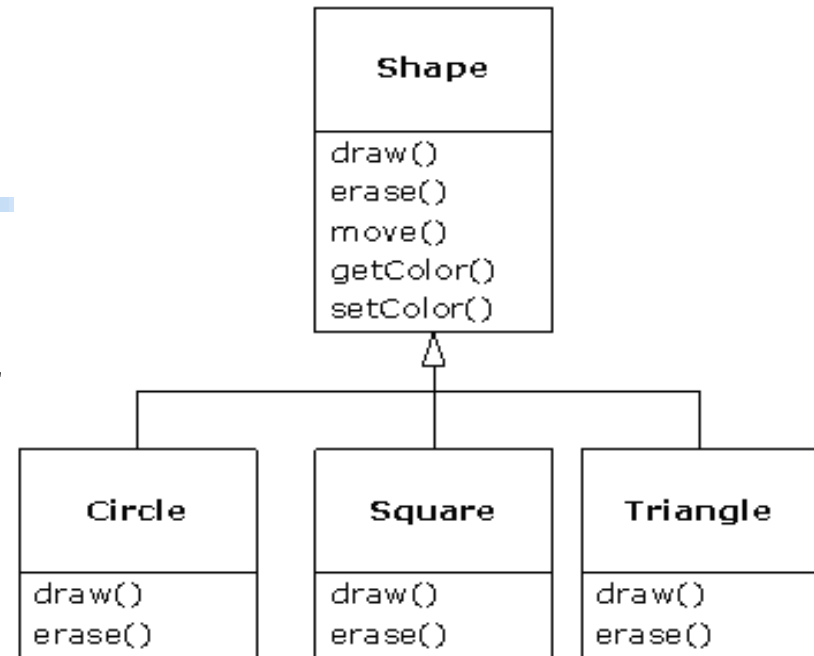 Shape
draw()
erase()
move()
getColor()
setColor()
Circle
draw()
erase()
Square
draw()
erase()
Triangle
draw()
erase()